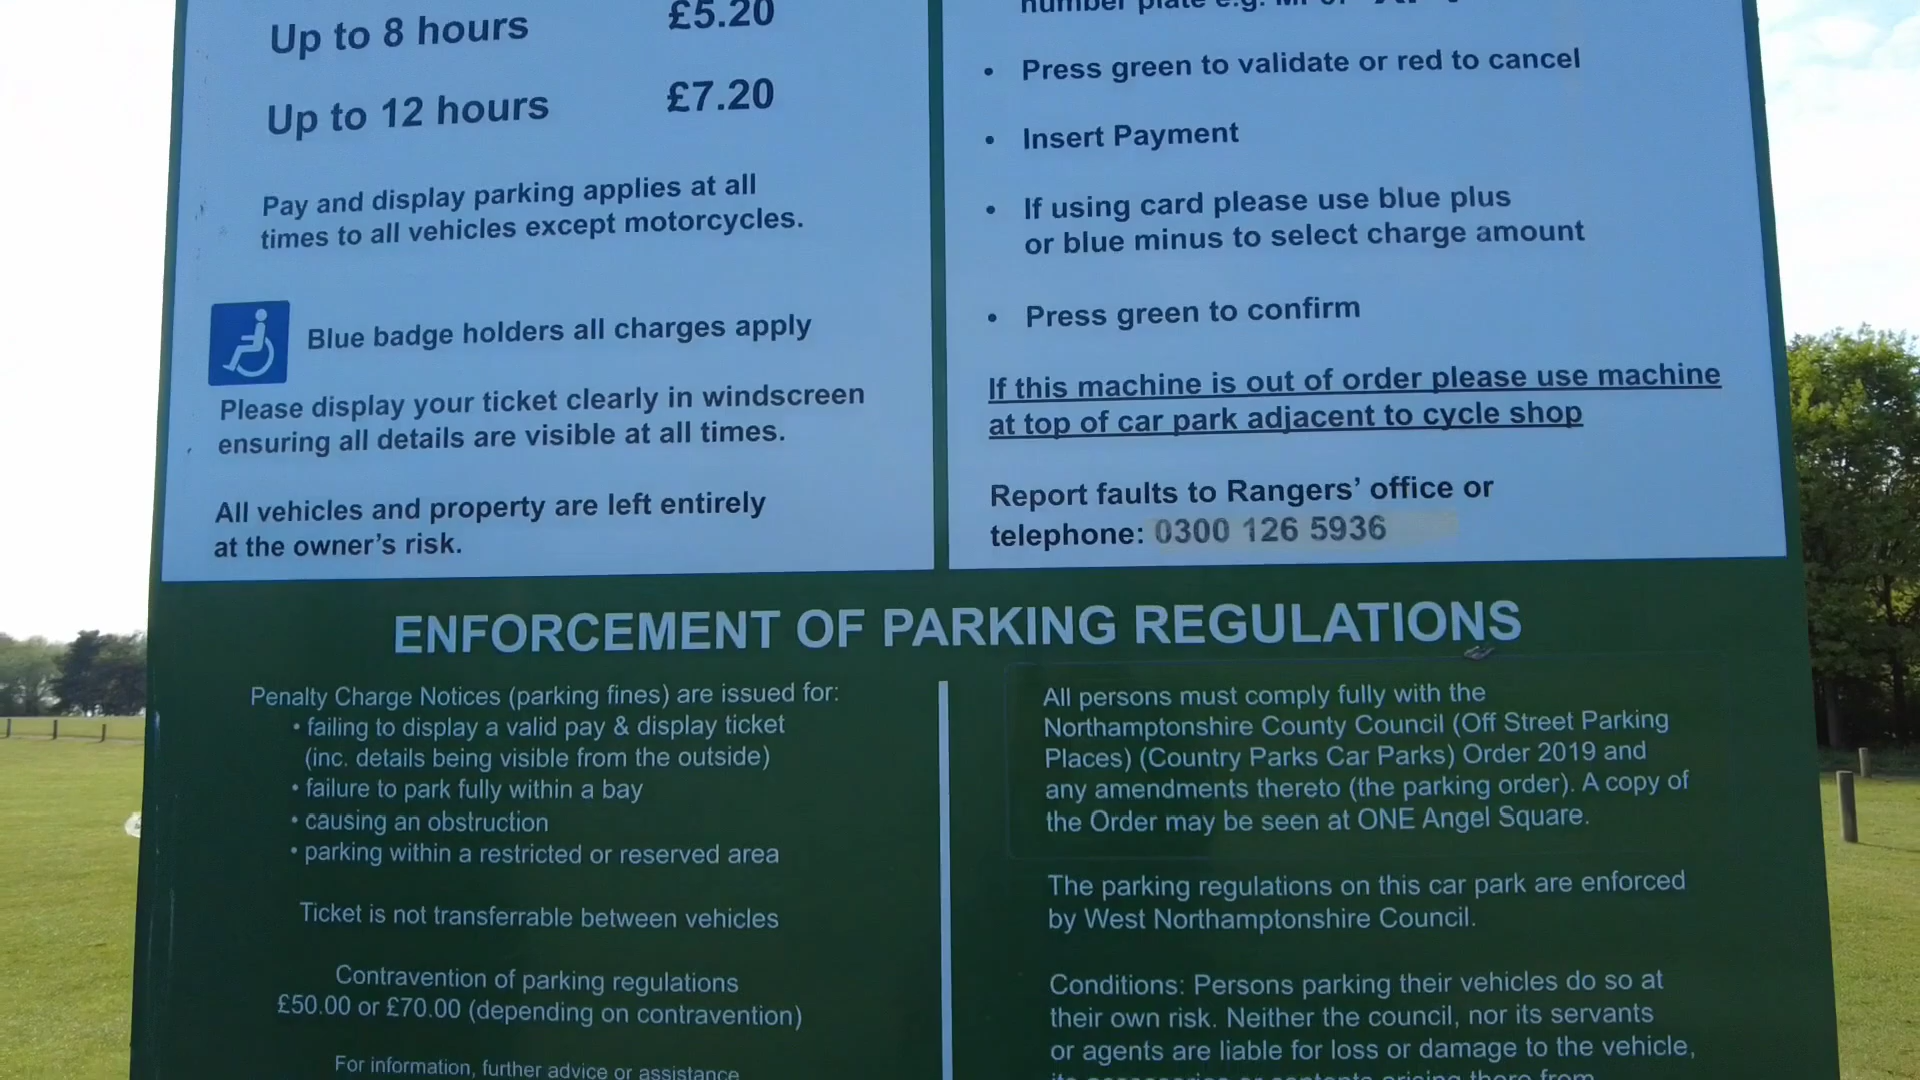 Up to 8 hours £5.20
Up to 12 hours £7.20
Pay and display parking applies at all
times to all vehicles except motorcycles.
Blue badge holders all charges apply
Please display your ticket clearly in windscreen
ensuring all details are visible at all times.
All vehicles and property are left entirely
at the owner's risk.
number plate e.g.
• Press green to validate or red to cancel
• Insert Payment
• If using card please use blue plus
or blue minus to select charge amount
• Press green to confirm
If this machine is out of order please use machine
at top of car park adjacent to cycle shop
Report faults to Rangers' office or
telephone: 0300 126 5936
ENFORCEMENT OF PARKING REGULATIONS
Penalty Charge Notices (parking fines) are issued for:
• failing to display a valid pay & display ticket
(inc. details being visible from the outside)
• failure to park fully within a bay
• causing an obstruction
• parking within a restricted or reserved area
Ticket is not transferrable between vehicles
Contravention of parking regulations
£50.00 or £70.00 (depending on contravention)
For information, further advice or assistance
All persons must comply fully with the
Northamptonshire County Council (Off Street Parking
Places) (Country Parks Car Parks) Order 2019 and
any amendments thereto (the parking order). A copy of
the Order may be seen at ONE Angel Square.
The parking regulations on this car park are enforced
by West Northamptonshire Council.
Conditions: Persons parking their vehicles do so at
their own risk. Neither the council, nor its servants
or agents are liable for loss or damage to the vehicle,
its accessories or contents arising there from